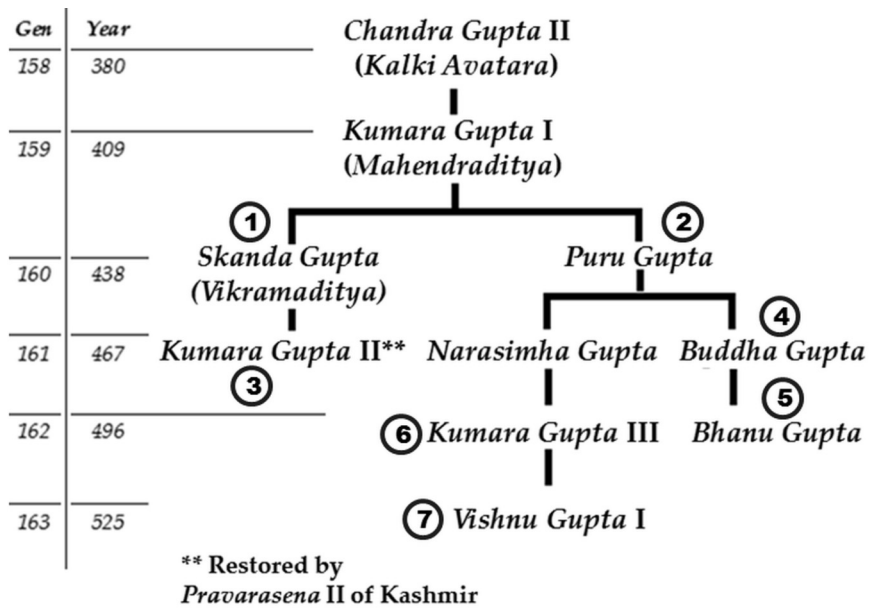 Gen Year
Chandra Gupta II
158 380 (Kalki Avatara)
Kumara Gupta I
159 409 (Mahendraditya)
1 2
Skanda Gupta Puru Gupta
160 438 (Vikramaditya)
4
161 467 Kumara Gupta II** Narasimha Gupta Buddha Gupta
3 5
162 496 6 Kumara Gupta III Bhanu Gupta
163 525 7 Vishnu Gupta I
** Restored by
Pravarasena II of Kashmir